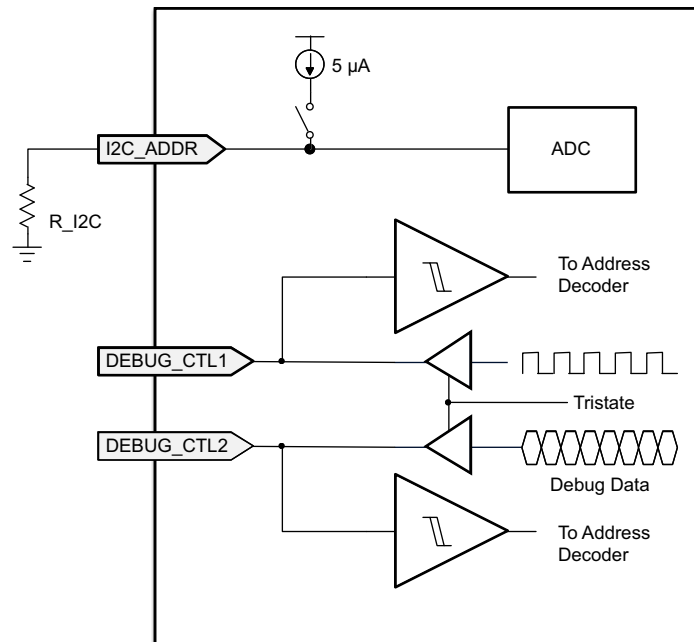 5 µA
I2C_ADDR
ADC
R_I2C
To Address
Decoder
DEBUG_CTL1
Tristate
DEBUG_CTL2
Debug Data
To Address
Decoder